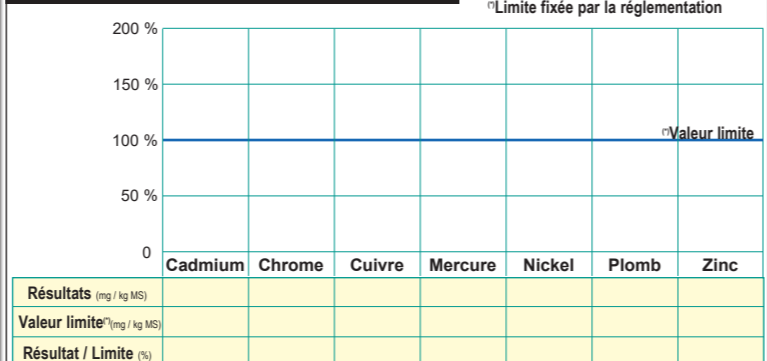 (*)Limite fixée par la réglementation
200 %
150 %
(*)Valeur limite
100 %
50 %
0
Cadmium Chrome Cuivre Mercure Nickel Plomb Zinc
Résultats (mg / kg MS)
Valeur limite(*)(mg / kg MS)
Résultat / Limite (%)